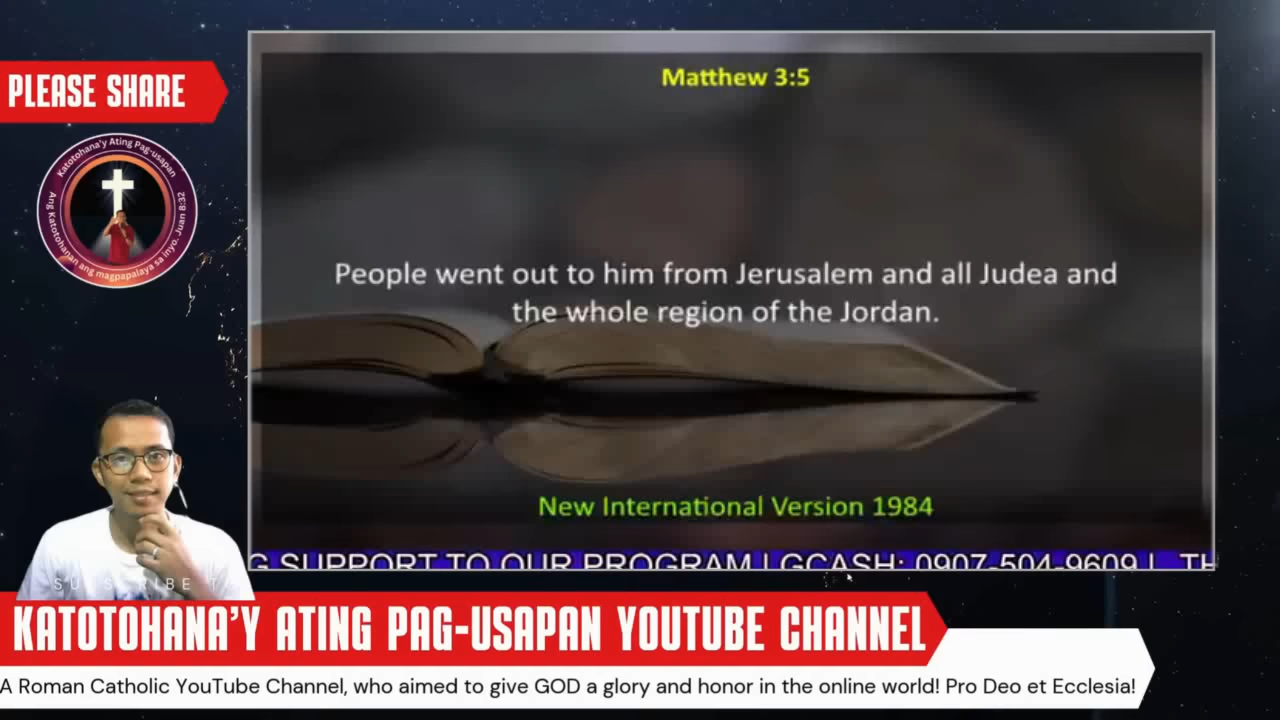 PLEASE SHARE
Katotohana'y Ating Pag-usapan
Ang Katotohanan ang magpapalaya sa inyo. Juan 8:32
Matthew 3:5
People went out to him from Jerusalem and all Judea and
the whole region of the Jordan.
New International Version 1984
G SUPPORT TO OUR PROGRAM | GCASH: 0907-504-9609 | TH
SUBSCRIBE TA
KATOTOHANA'Y ATING PAG-USAPAN YOUTUBE CHANNEL
A Roman Catholic YouTube Channel, who aimed to give GOD a glory and honor in the online world! Pro Deo et Ecclesia!